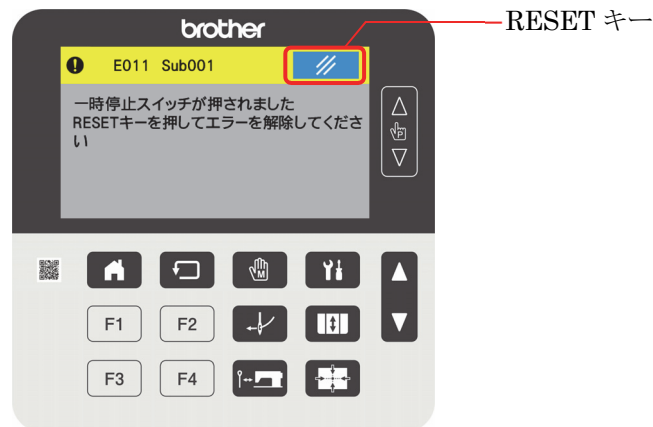 brother
RESET キー
E011 Sub001
一時停止スイッチが押されました
RESETキーを押してエラーを解除してくださ
い
P
M
F1 F2
F3 F4